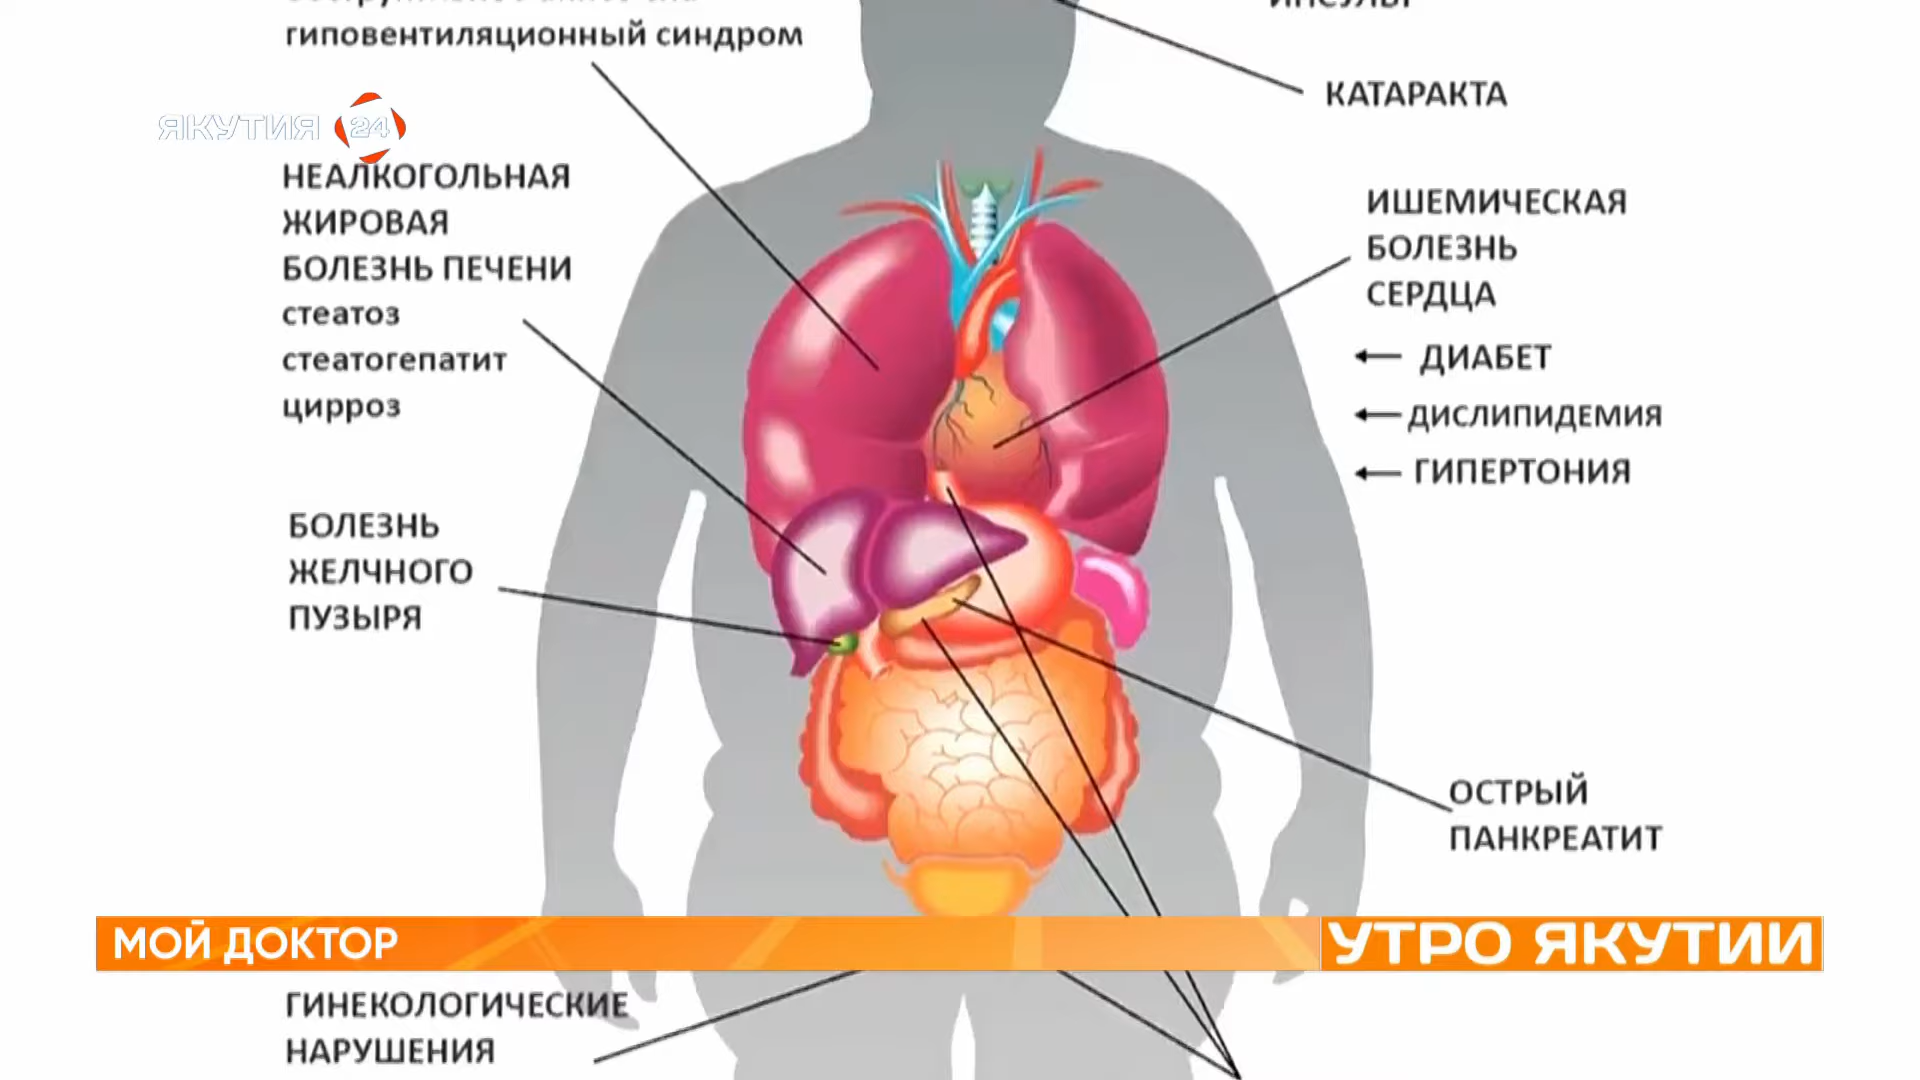 гиповентиляционный синдром
ИНСУЛЬТ
КАТАРАКТА
ЯКУТИЯ 24
НЕАЛКОГОЛЬНАЯ
ЖИРОВАЯ
БОЛЕЗНЬ ПЕЧЕНИ
стеатоз
стеатогепатит
цирроз
ИШЕМИЧЕСКАЯ
БОЛЕЗНЬ
СЕРДЦА
ДИАБЕТ
ДИСЛИПИДЕМИЯ
ГИПЕРТОНИЯ
БОЛЕЗНЬ
ЖЕЛЧНОГО
ПУЗЫРЯ
ОСТРЫЙ
ПАНКРЕАТИТ
МОЙ ДОКТОР
УТРО ЯКУТИИ
ГИНЕКОЛОГИЧЕСКИЕ
НАРУШЕНИЯ